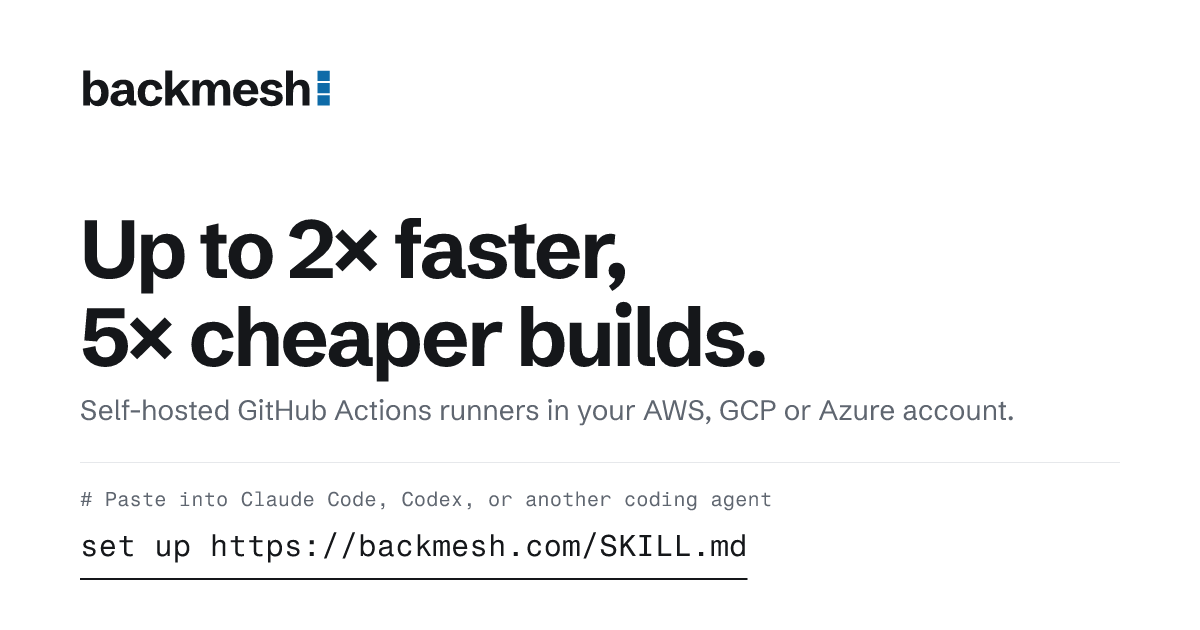 backmesh
Up to 2× faster,
5× cheaper builds.
Self-hosted GitHub Actions runners in your AWS, GCP or Azure account.
# Paste into Claude Code, Codex, or another coding agent
set up https://backmesh.com/SKILL.md